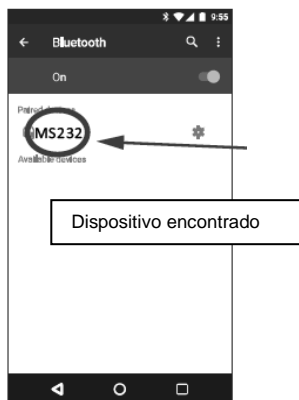 9:55
Bluetooth
On
Paired devices
MS232
Available devices
Dispositivo encontrado